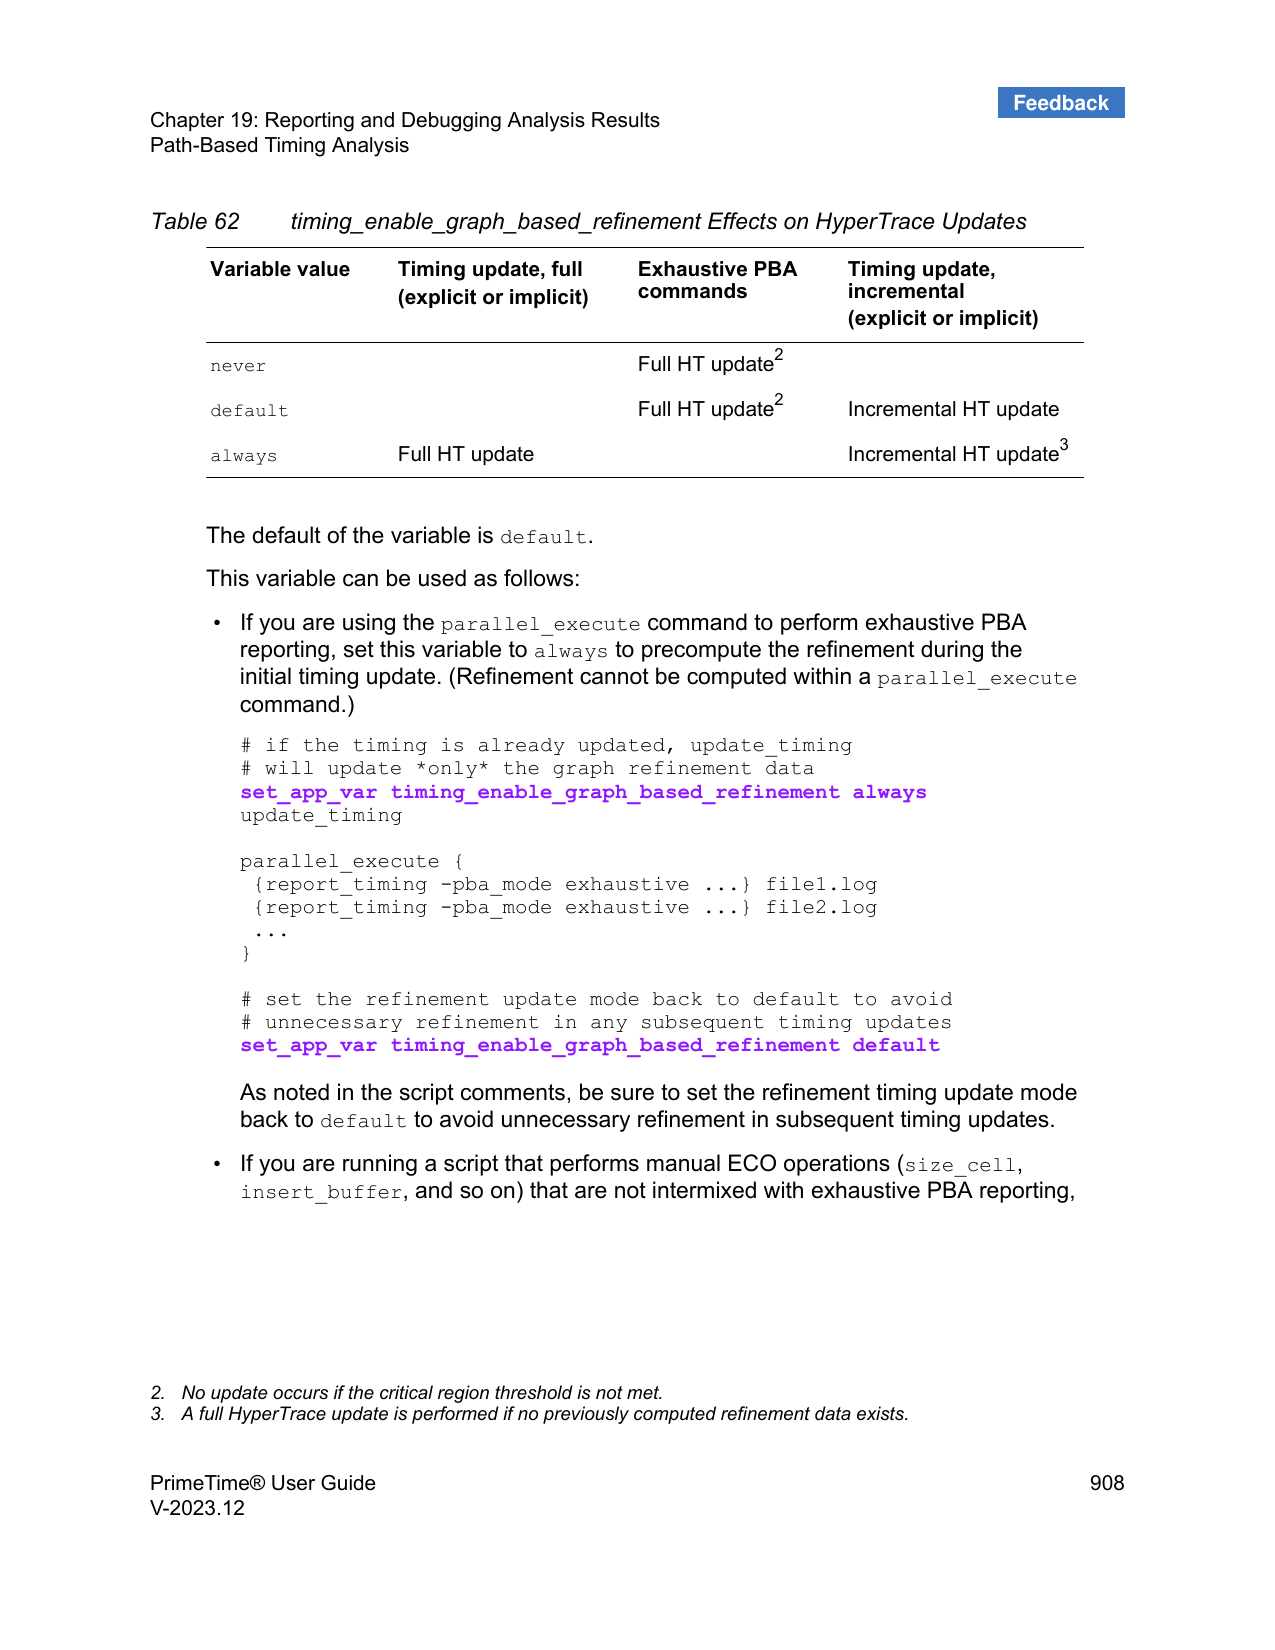 Feedback
Chapter 19: Reporting and Debugging Analysis Results
Path-Based Timing Analysis
Table 62 timing_enable_graph_based_refinement Effects on HyperTrace Updates
Variable value Timing update, full Exhaustive PBA Timing update,
(explicit or implicit) commands incremental
(explicit or implicit)
never Full HT update2
default Full HT update2 Incremental HT update
always Full HT update Incremental HT update3
The default of the variable is default.
This variable can be used as follows:
• If you are using the parallel_execute command to perform exhaustive PBA
reporting, set this variable to always to precompute the refinement during the
initial timing update. (Refinement cannot be computed within a parallel_execute
command.)
# if the timing is already updated, update_timing
# will update *only* the graph refinement data
set_app_var timing_enable_graph_based_refinement always
update_timing
parallel_execute {
{report_timing -pba_mode exhaustive ...} file1.log
{report_timing -pba_mode exhaustive ...} file2.log
...
}
# set the refinement update mode back to default to avoid
# unnecessary refinement in any subsequent timing updates
set_app_var timing_enable_graph_based_refinement default
As noted in the script comments, be sure to set the refinement timing update mode
back to default to avoid unnecessary refinement in subsequent timing updates.
• If you are running a script that performs manual ECO operations (size_cell,
insert_buffer, and so on) that are not intermixed with exhaustive PBA reporting,
2. No update occurs if the critical region threshold is not met.
3. A full HyperTrace update is performed if no previously computed refinement data exists.
PrimeTime® User Guide 908
V-2023.12